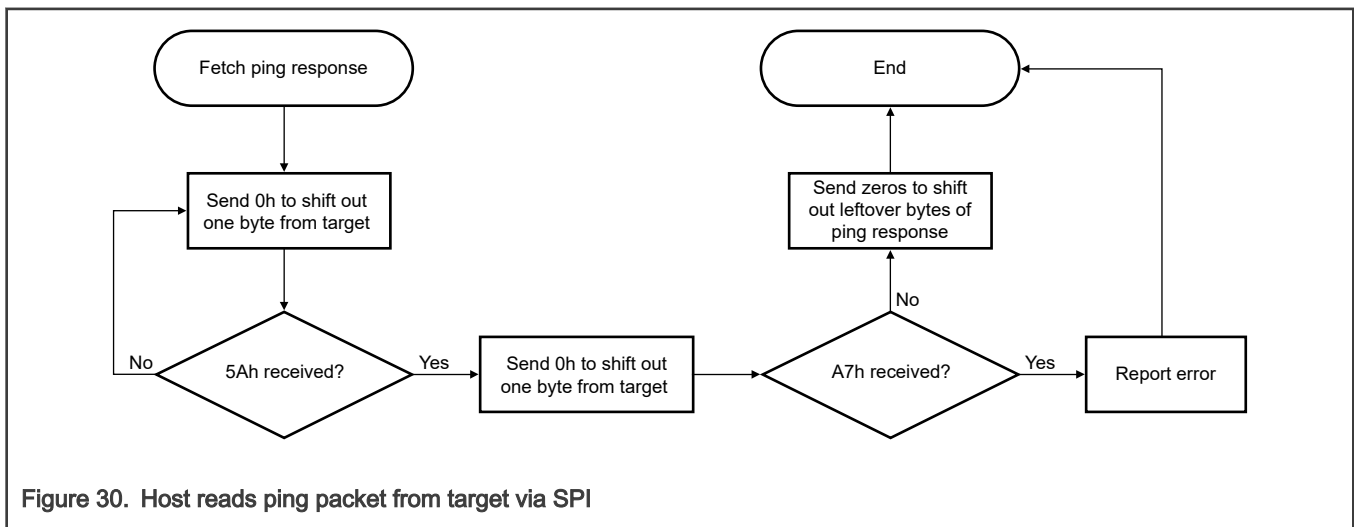 Fetch ping response
Send 0h to shift out
one byte from target
5Ah received?
No
Yes
Send 0h to shift out
one byte from target
A7h received?
No
Yes
Send zeros to shift
out leftover bytes of
ping response
End
Report error
Figure 30. Host reads ping packet from target via SPI